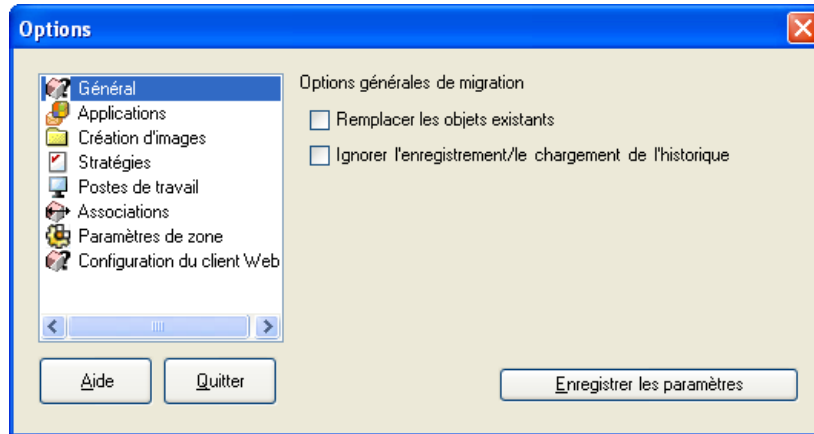 Options
Général
Applications
Création d'images
Stratégies
Postes de travail
Associations
Paramètres de zone
Configuration du client Web
Options générales de migration
Remplacer les objets existants
Ignorer l'enregistrement/le chargement de l'historique
Aide
Quitter
Enregistrer les paramètres